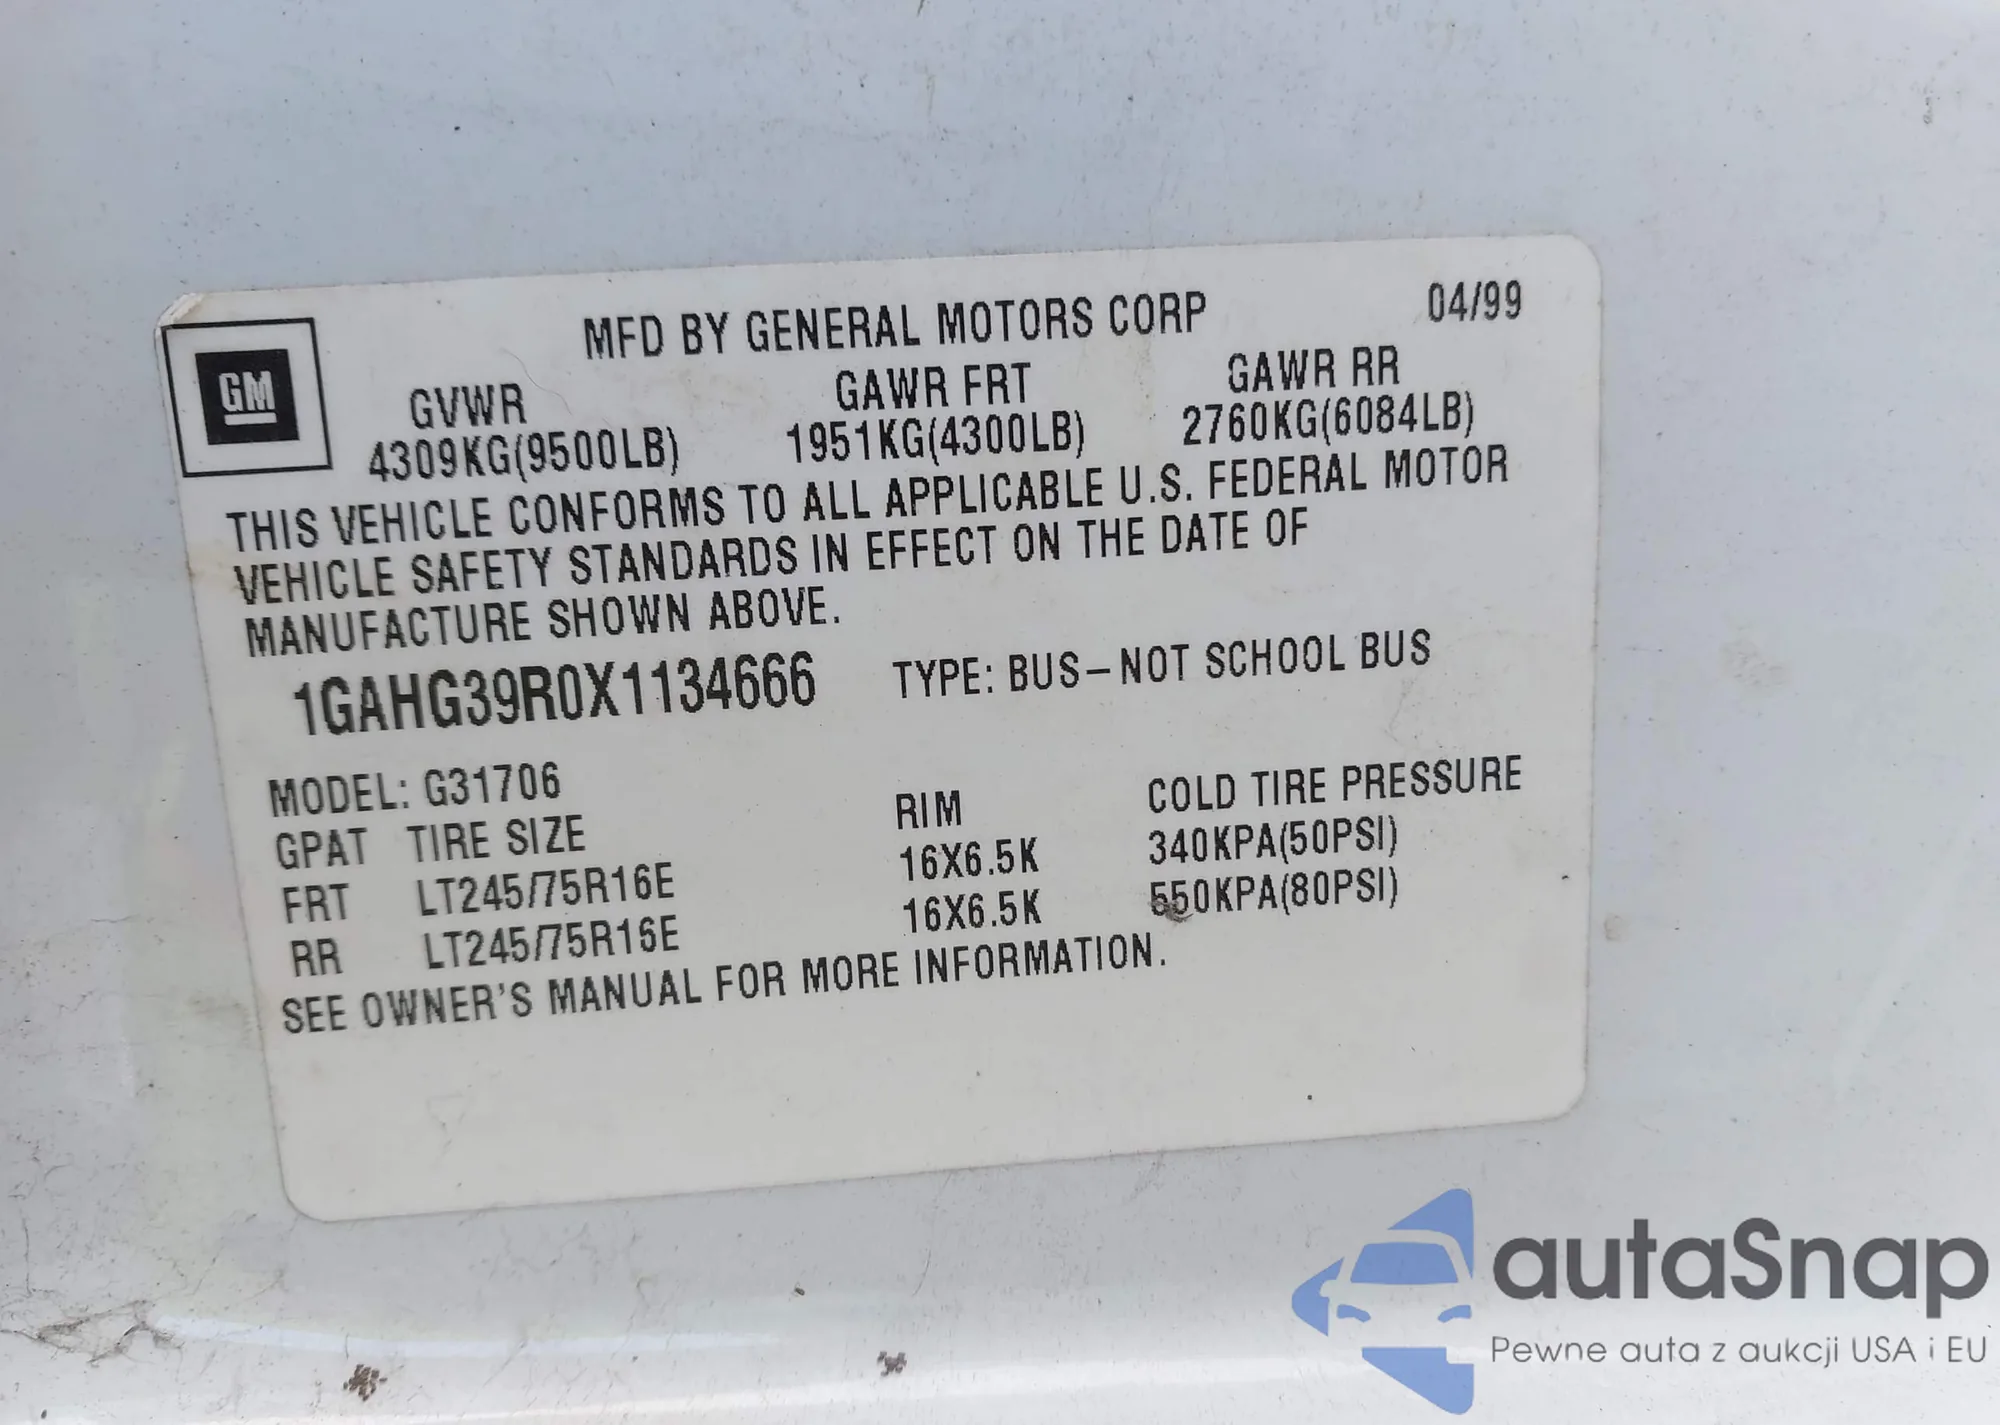 MFD BY GENERAL MOTORS CORP 04/99
GM
GVWR GAWR FRT GAWR RR
4309KG(9500LB) 1951KG(4300LB) 2760KG(6084LB)
THIS VEHICLE CONFORMS TO ALL APPLICABLE U.S. FEDERAL MOTOR
VEHICLE SAFETY STANDARDS IN EFFECT ON THE DATE OF
MANUFACTURE SHOWN ABOVE.
1GAHG39R0X1134666 TYPE: BUS-NOT SCHOOL BUS
MODEL: G31706
GPAT TIRE SIZE RIM COLD TIRE PRESSURE
FRT LT245/75R16E 16X6.5K 340KPA(50PSI)
RR LT245/75R16E 16X6.5K 550KPA(80PSI)
SEE OWNER'S MANUAL FOR MORE INFORMATION.
autaSnap
Pewne auta z aukcji USA i EU